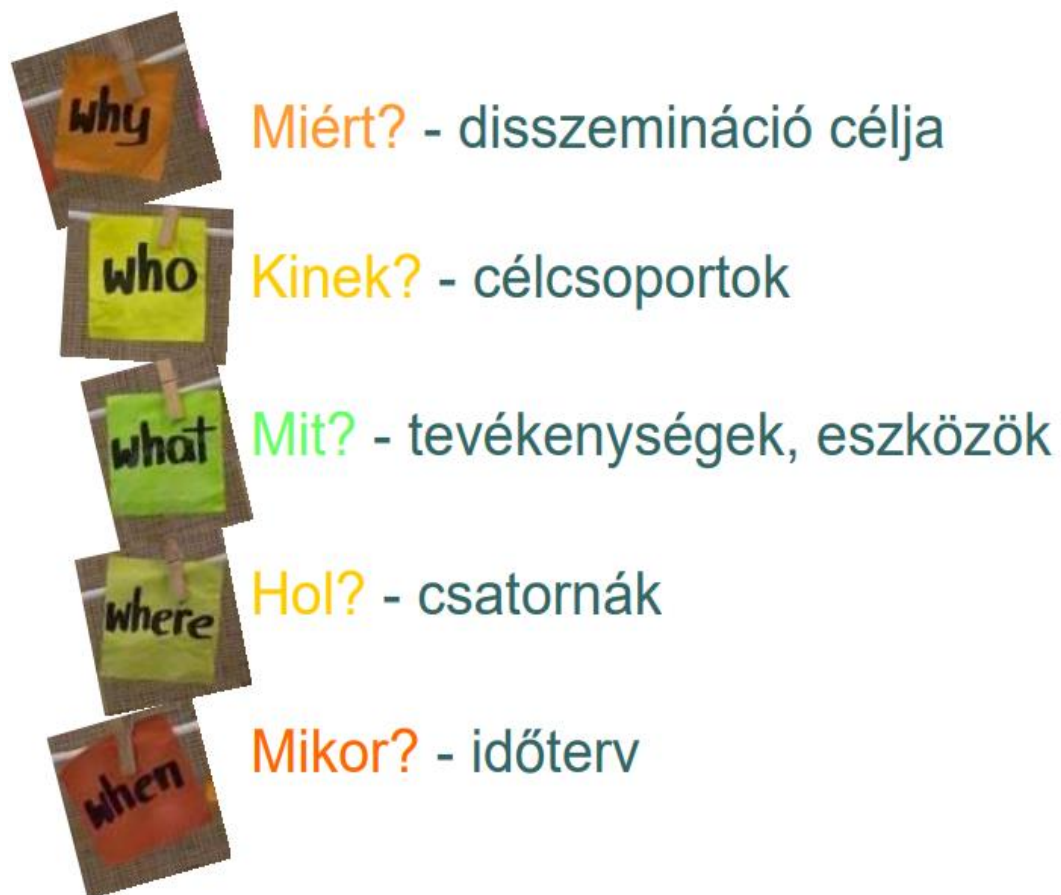 why
Miért? - disszemináció célja
who
Kinek? - célcsoportok
what
Mit? - tevékenységek, eszközök
where
Hol? - csatornák
when
Mikor? - időterv